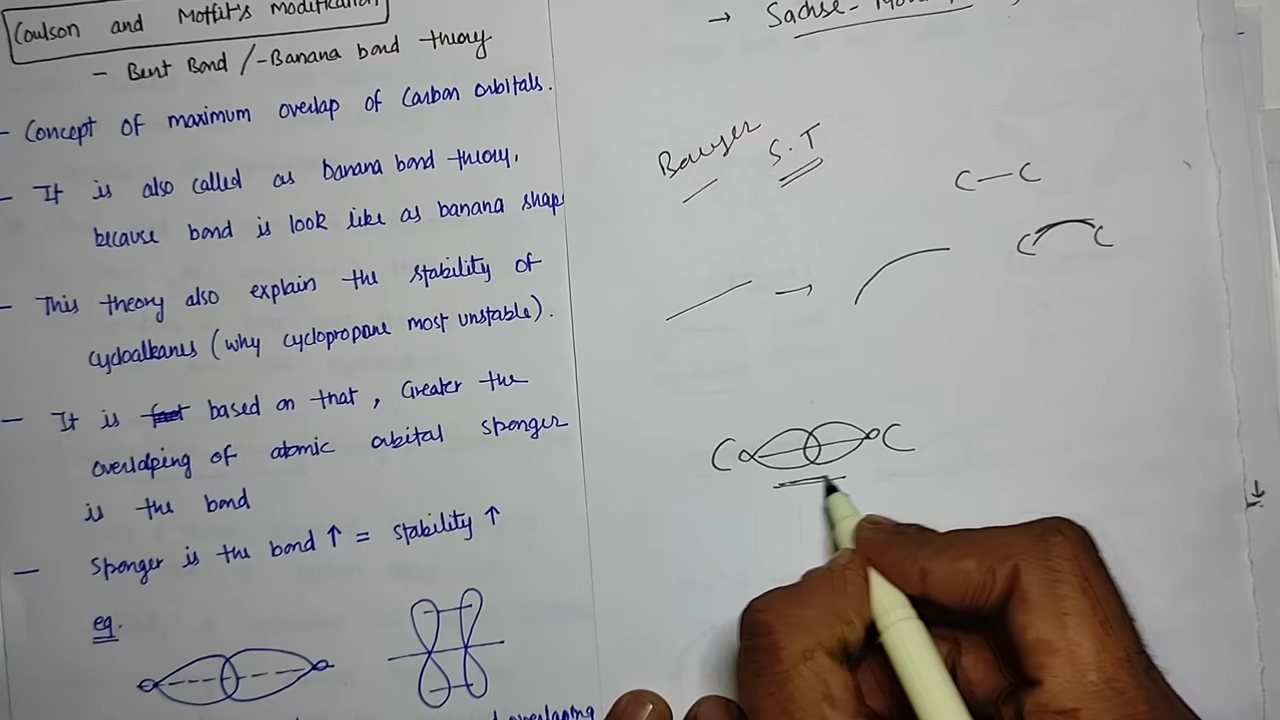 Coulson and Moffit's Modification
- Bent Bond /-Banana bond theory
- Concept of maximum overlap of Carbon orbitals.
- It is also called as banana bond theory,
because bond is look like as banana shap
- This theory also explain the stability of
cycloalkanes (why cyclopropane most unstable).
- It is based on that, Greater the
overlaping of atomic orbital stronger
is the bond
- Stronger is the bond ↑ = stability ↑
eg.
overlaping
→ Sachse-
Baeyer S.T
C-C
→
C C
C C